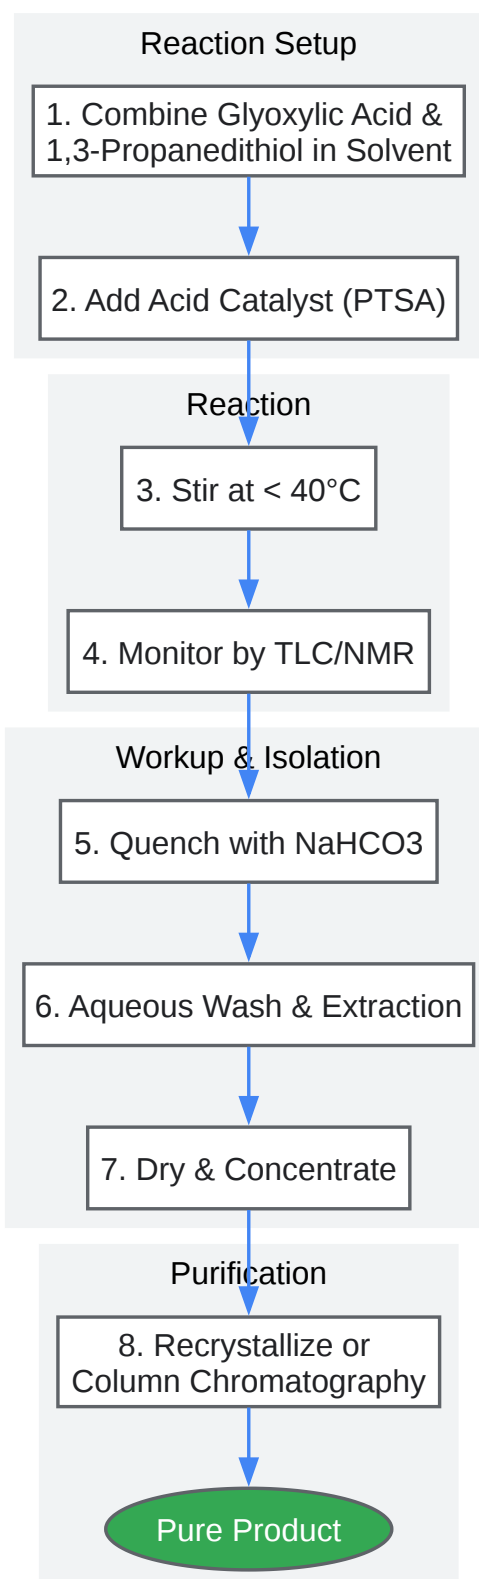 Reaction Setup
1. Combine Glyoxylic Acid &
1,3-Propanedithiol in Solvent
2. Add Acid Catalyst (PTSA)
Reaction
3. Stir at < 40°C
4. Monitor by TLC/NMR
Workup & Isolation
5. Quench with NaHCO3
6. Aqueous Wash & Extraction
7. Dry & Concentrate
Purification
8. Recrystallize or
Column Chromatography
Pure Product